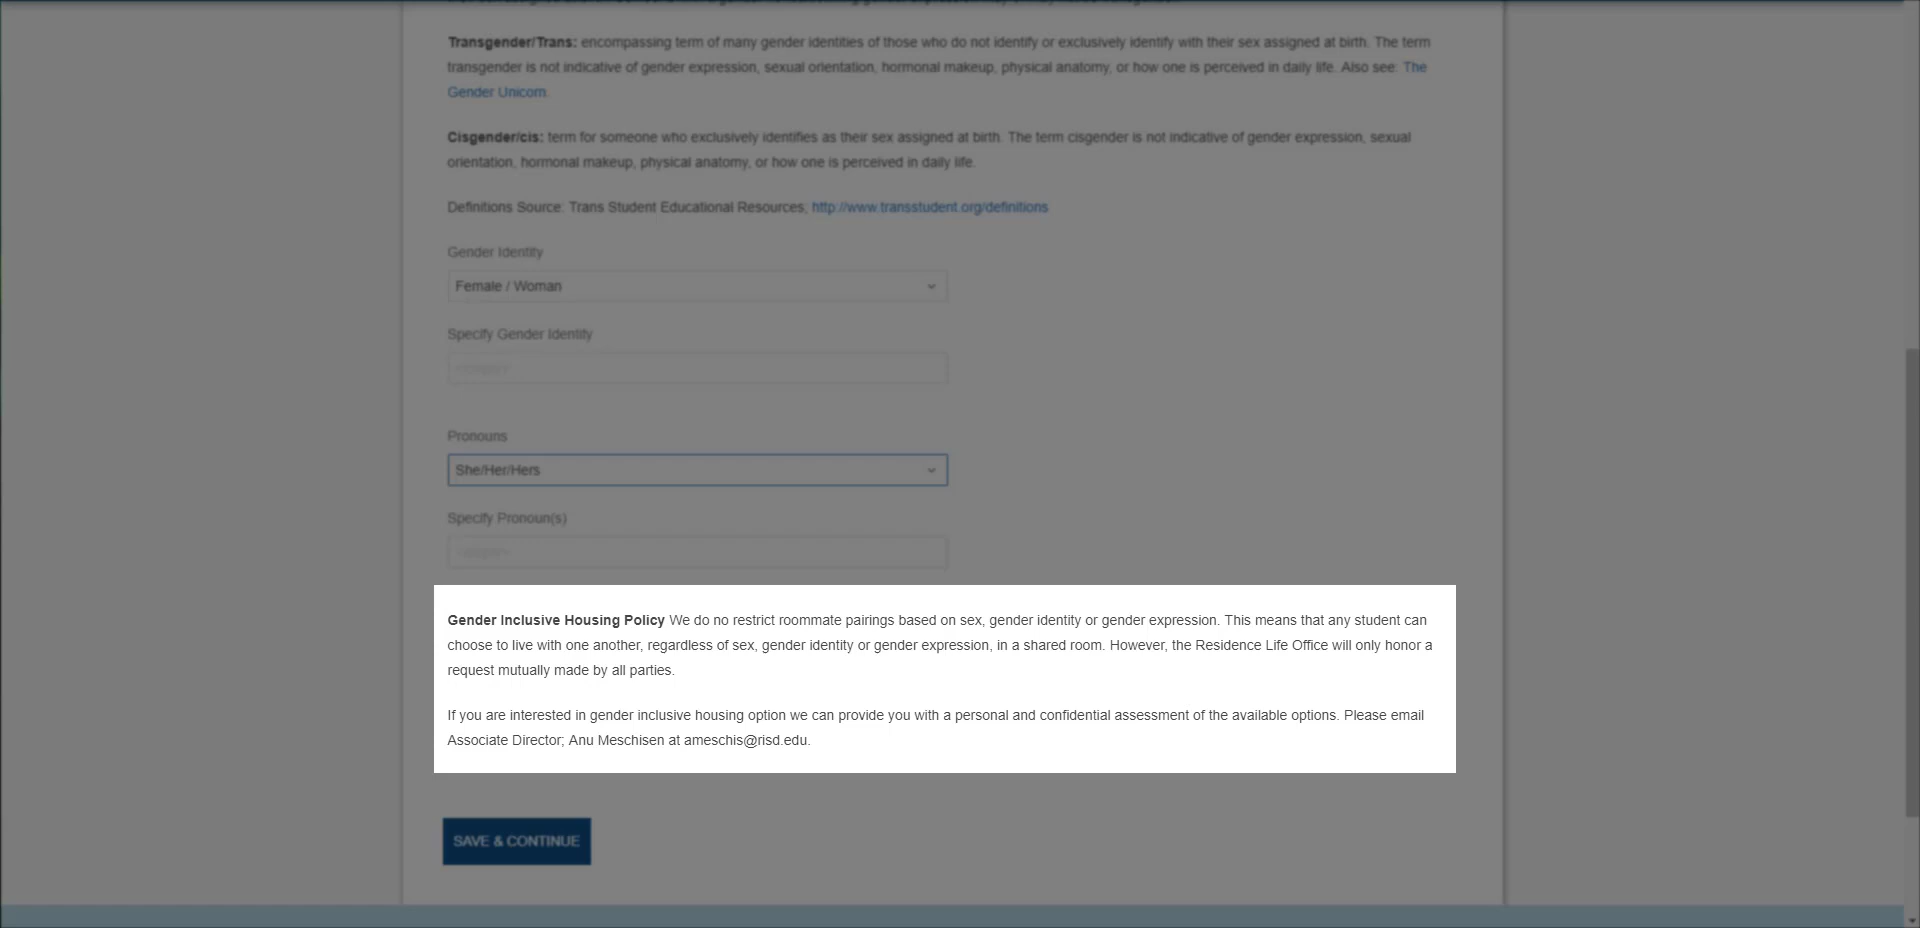 Transgender/Trans: encompassing term of many gender identities of those who do not identify or exclusively identify with their sex assigned at birth. The term
transgender is not indicative of gender expression, sexual orientation, hormonal makeup, physical anatomy, or how one is perceived in daily life. Also see: The
Gender Unicorn.
Cisgender/cis: term for someone who exclusively identifies as their sex assigned at birth. The term cisgender is not indicative of gender expression, sexual
orientation, hormonal makeup, physical anatomy, or how one is perceived in daily life.
Definitions Source: Trans Student Educational Resources; http://www.transstudent.org/definitions
Gender Identity
Female / Woman
Specify Gender Identity
Pronouns
She/Her/Hers
Specify Pronoun(s)
Gender Inclusive Housing Policy We do no restrict roommate pairings based on sex, gender identity or gender expression. This means that any student can
choose to live with one another, regardless of sex, gender identity or gender expression, in a shared room. However, the Residence Life Office will only honor a
request mutually made by all parties.
If you are interested in gender inclusive housing option we can provide you with a personal and confidential assessment of the available options. Please email
Associate Director; Anu Meschisen at ameschis@risd.edu.
SAVE & CONTINUE